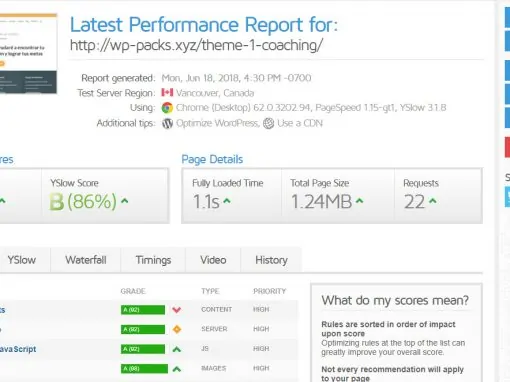 Latest Performance Report for:
http://wp-packs.xyz/theme-1-coaching/
Report generated: Mon, Jun 18, 2018, 4:30 PM -0700
Test Server Region: Vancouver, Canada
Using: Chrome (Desktop) 62.0.3202.94, PageSpeed 1.15-gt1, YSlow 3.1.8
Additional tips: Optimize WordPress, Use a CDN
res
Page Details
YSlow Score
B (86%)
Fully Loaded Time
1.1s
Total Page Size
1.24MB
Requests
22
YSlow Waterfall Timings Video History
GRADE TYPE PRIORITY
ts A (92) CONTENT HIGH
A (92) SERVER HIGH
JavaScript A (92) JS HIGH
A (98) IMAGES HIGH
What do my scores mean?
Rules are sorted in order of impact
upon score
Optimizing rules at the top of the list can
greatly improve your overall score.
Not every recommendation will apply
to your page